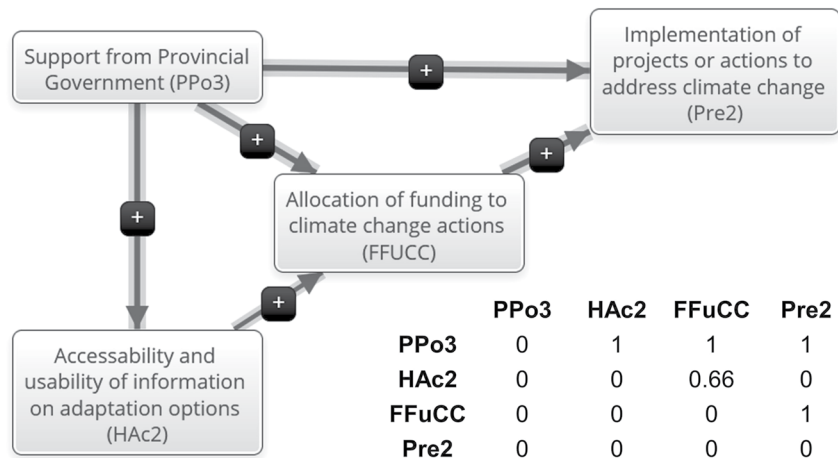 Support from Provincial
Government (PPo3)
Implementation of
projects or actions to
address climate change
(Pre2)
+
+
+
+
Allocation of funding to
climate change actions
(FFUCC)
+
Accessability and
usability of information
on adaptation options
(HAc2)
PPo3 HAc2 FFuCC Pre2
PPo3 0 1 1 1
HAc2 0 0 0.66 0
FFuCC 0 0 0 1
Pre2 0 0 0 0